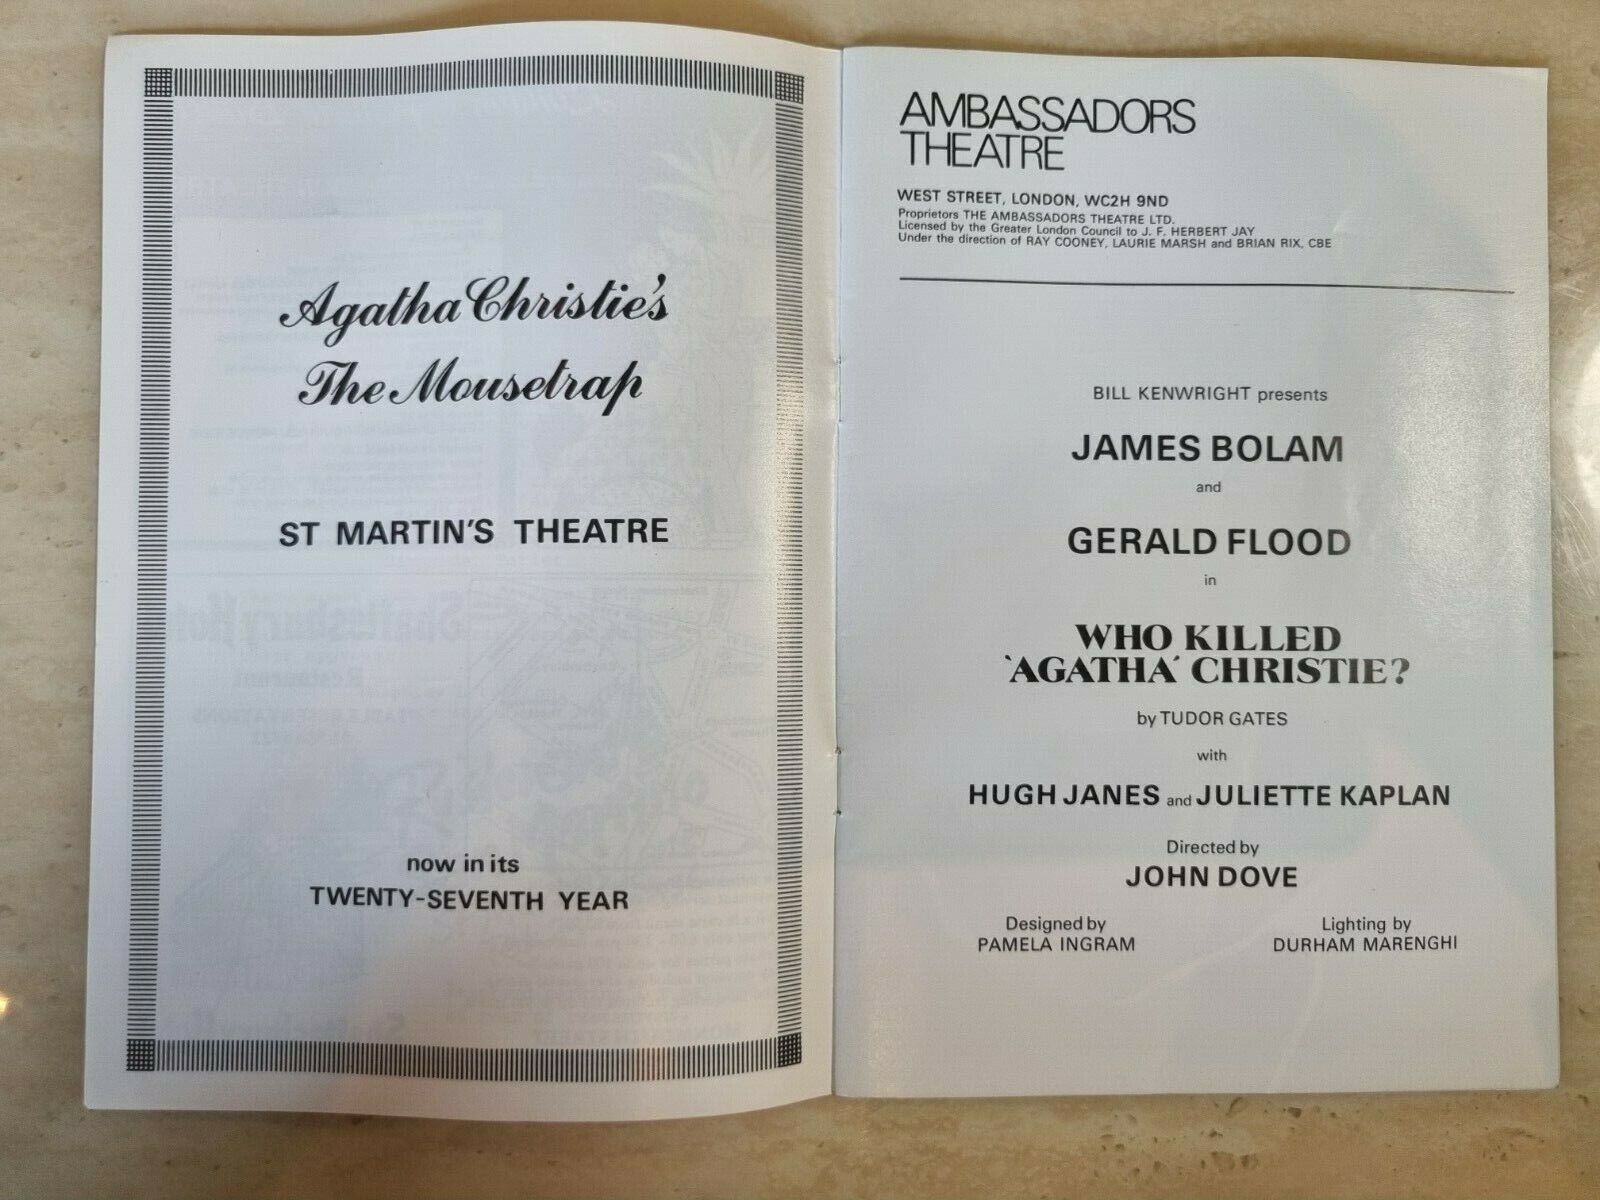 Agatha Christie's
The Mousetrap
ST MARTIN'S THEATRE
now in its
TWENTY-SEVENTH YEAR
AMBASSADORS
THEATRE
WEST STREET, LONDON, WC2H 9ND
Proprietors THE AMBASSADORS THEATRE LTD.
Licensed by the Greater London Council to J. F. HERBERT JAY
Under the direction of RAY COONEY, LAURIE MARSH and BRIAN RIX, CBE
BILL KENWRIGHT presents
JAMES BOLAM
and
GERALD FLOOD
in
WHO KILLED
'AGATHA' CHRISTIE?
by TUDOR GATES
with
HUGH JANES and JULIETTE KAPLAN
Directed by
JOHN DOVE
Designed by
PAMELA INGRAM
Lighting by
DURHAM MARENGHI